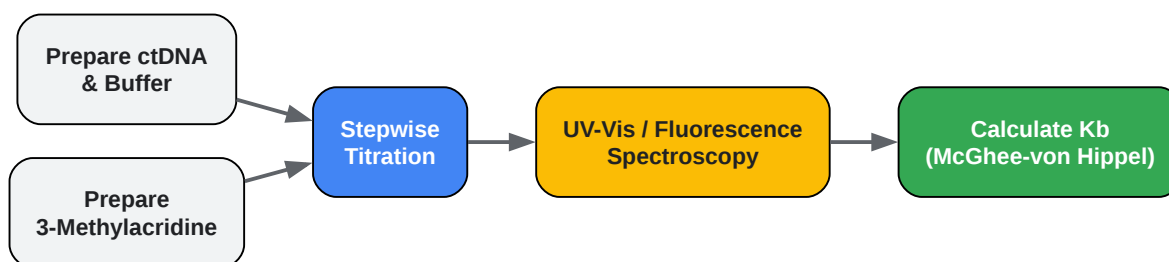 Prepare ctDNA
& Buffer
Prepare
3-Methylacridine
Stepwise
Titration
UV-Vis / Fluorescence
Spectroscopy
Calculate Kb
(McGhee-von Hippel)